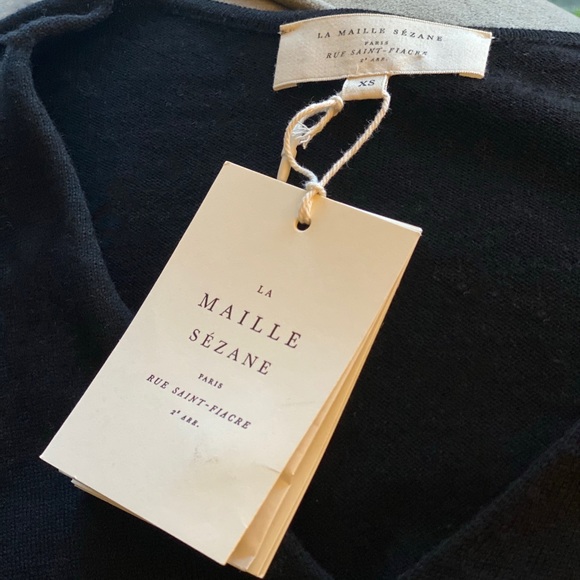 LA MAILLE SÉZANE
PARIS
RUE SAINT-FIACRE
2ᵉ ARR.
XS
LA
MAILLE
SÉZANE
PARIS
RUE SAINT-FIACRE
2ᵉ ARR.